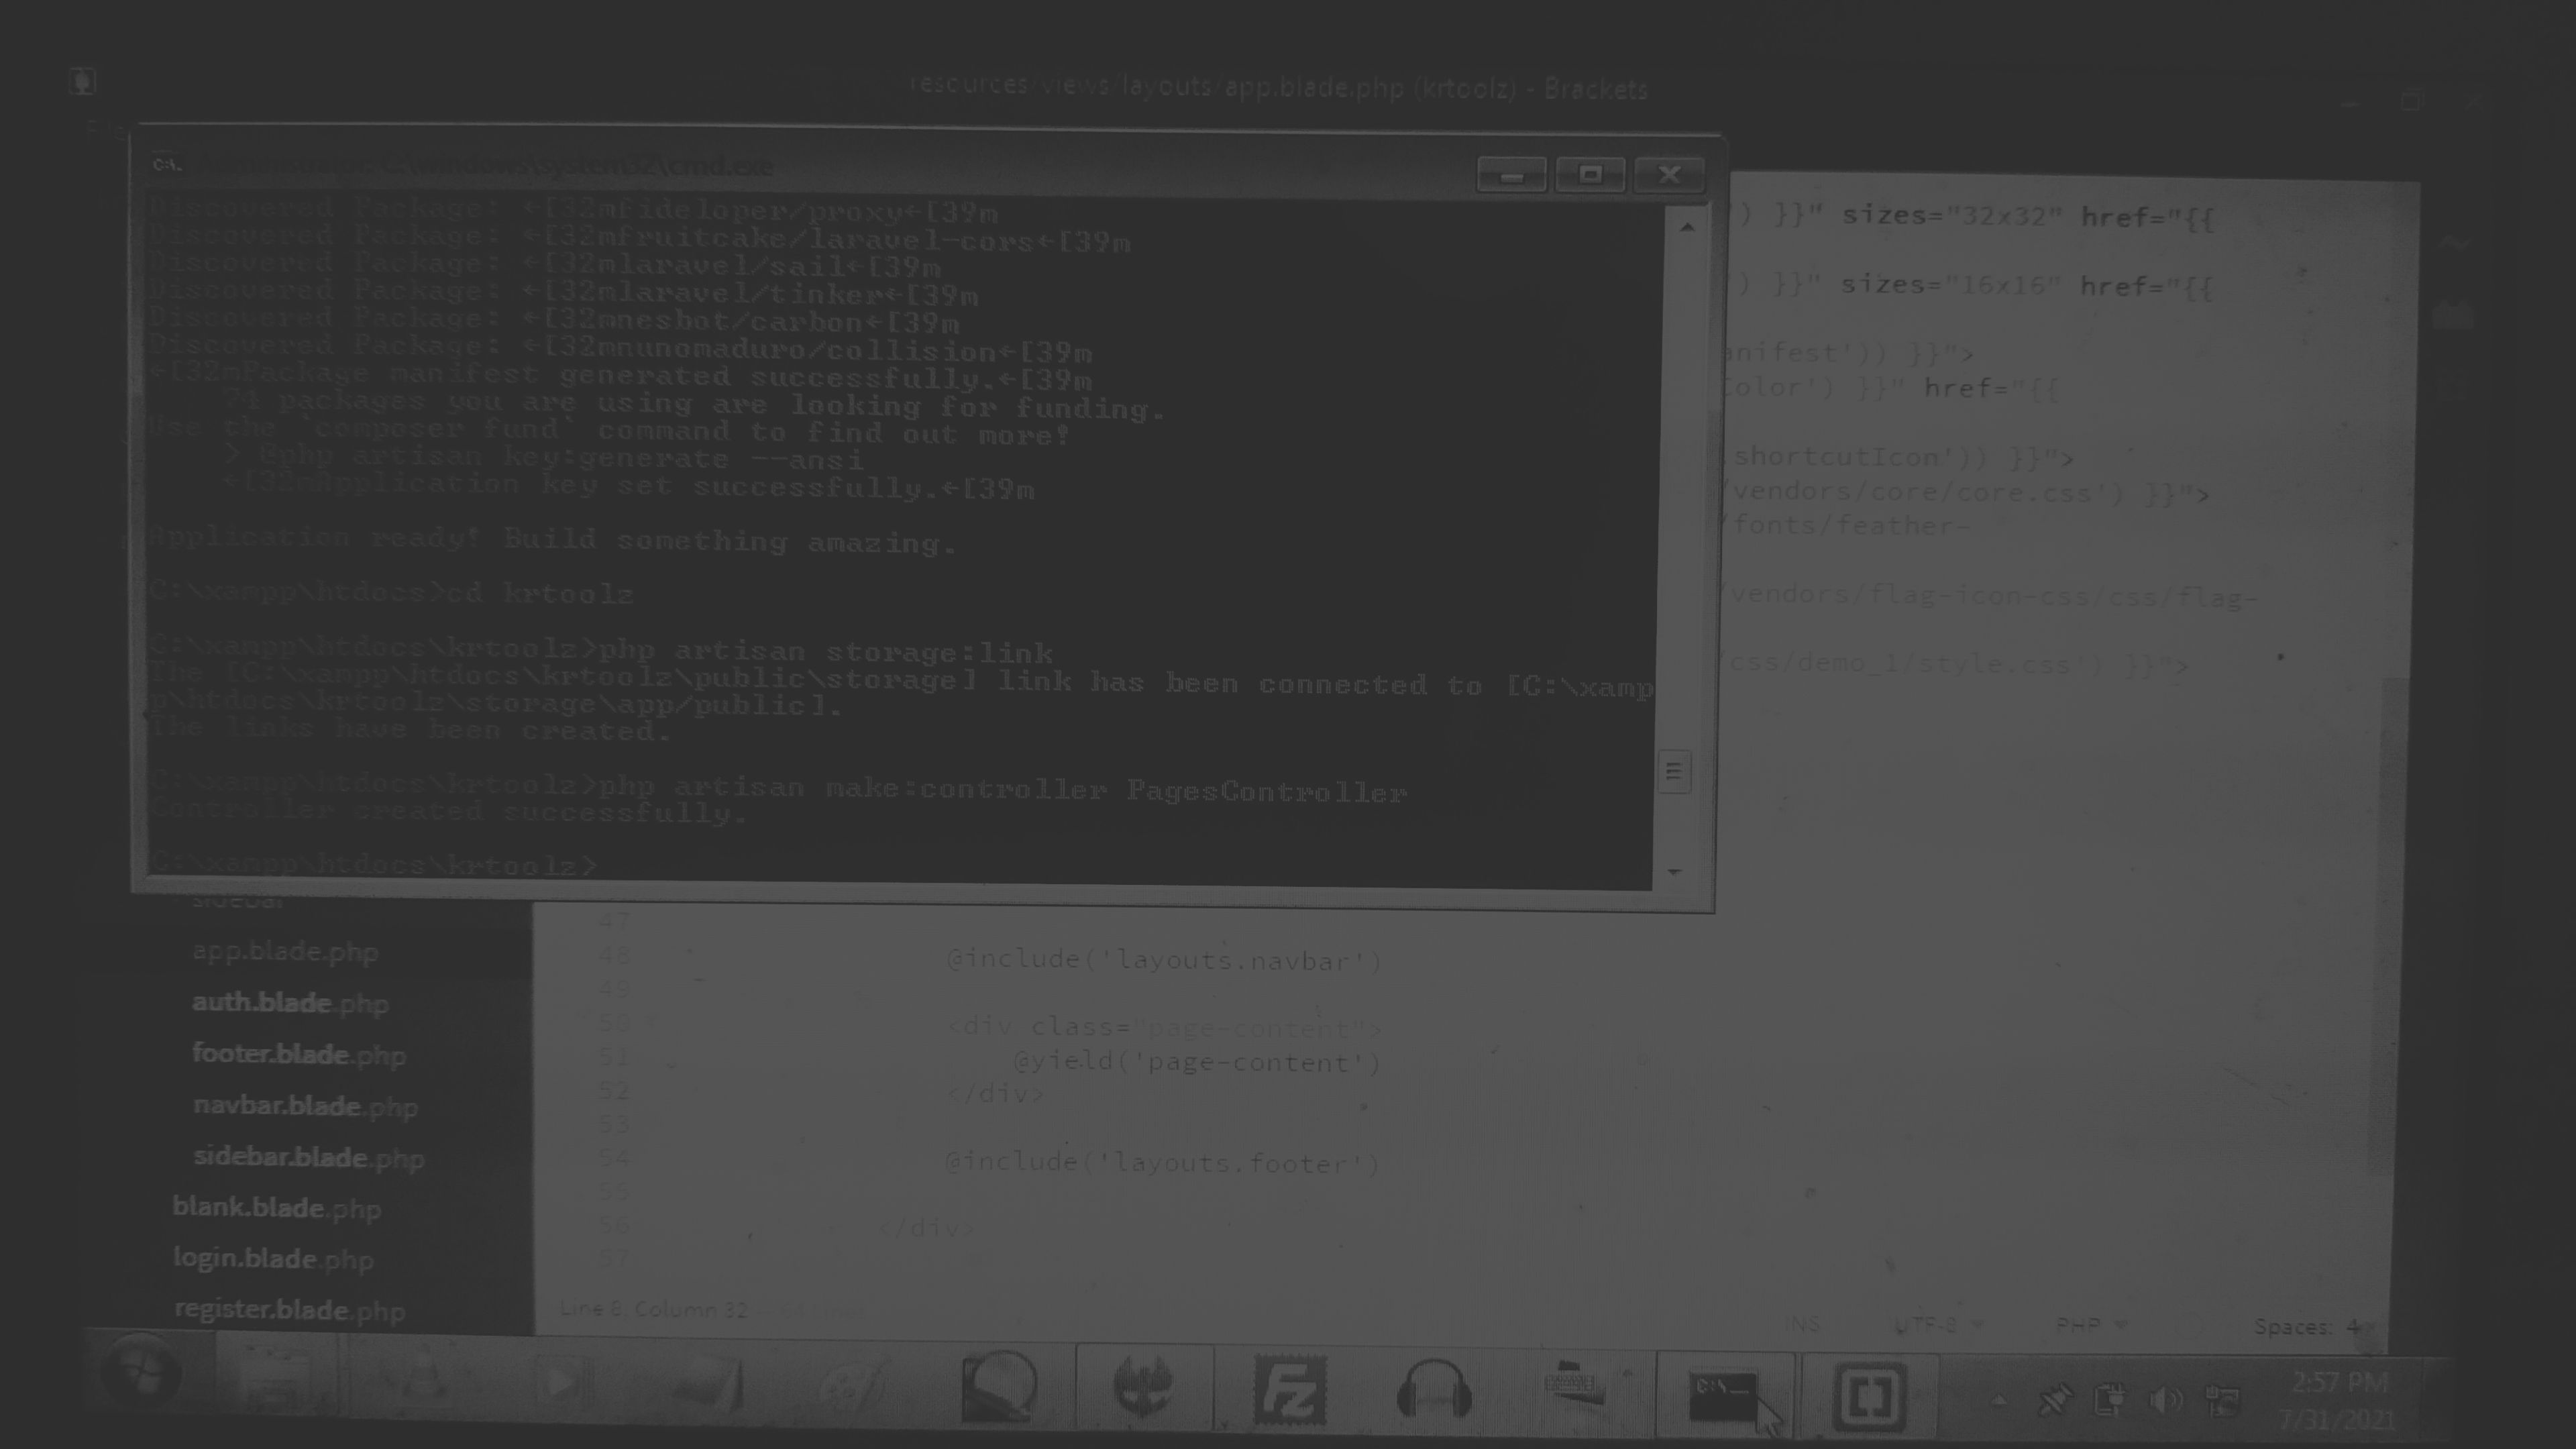 resources/views/layouts/app.blade.php (krtoolz) - Brackets
File
Administrator: C:\windows\system32\cmd.exe
Discovered Package: ←[32mfideloper/proxy←[39m
Discovered Package: ←[32mfruitcake/laravel-cors←[39m
Discovered Package: ←[32mlaravel/sail←[39m
Discovered Package: ←[32mlaravel/tinker←[39m
Discovered Package: ←[32mnesbot/carbon←[39m
Discovered Package: ←[32mnunomaduro/collision←[39m
←[32mPackage manifest generated successfully.←[39m
74 packages you are using are looking for funding.
Use the `composer fund` command to find out more!
> @php artisan key:generate --ansi
←[32mApplication key set successfully.←[39m
Application ready! Build something amazing.
C:\xampp\htdocs>cd krtoolz
C:\xampp\htdocs\krtoolz>php artisan storage:link
The [C:\xampp\htdocs\krtoolz\public\storage] link has been connected to [C:\xamp
p\htdocs\krtoolz\storage\app/public].
The links have been created.
C:\xampp\htdocs\krtoolz>php artisan make:controller PagesController
Controller created successfully.
C:\xampp\htdocs\krtoolz>
') }}" sizes="32x32" href="{{
') }}" sizes="16x16" href="{{
anifest')) }}">
Color') }}" href="{{
.shortcutIcon')) }}">
/vendors/core/core.css') }}">
/fonts/feather-
/vendors/flag-icon-css/css/flag-
/css/demo_1/style.css') }}">
sidebar
app.blade.php
auth.blade.php
footer.blade.php
navbar.blade.php
sidebar.blade.php
blank.blade.php
login.blade.php
register.blade.php
47
48 @include('layouts.navbar')
49
50 <div class="page-content">
51 @yield('page-content')
52 </div>
53
54 @include('layouts.footer')
55
56 </div>
57
Line 8, Column 32
INS UTF-8 PHP Spaces: 4
Fz
C:\_
2:57 PM
7/31/2021